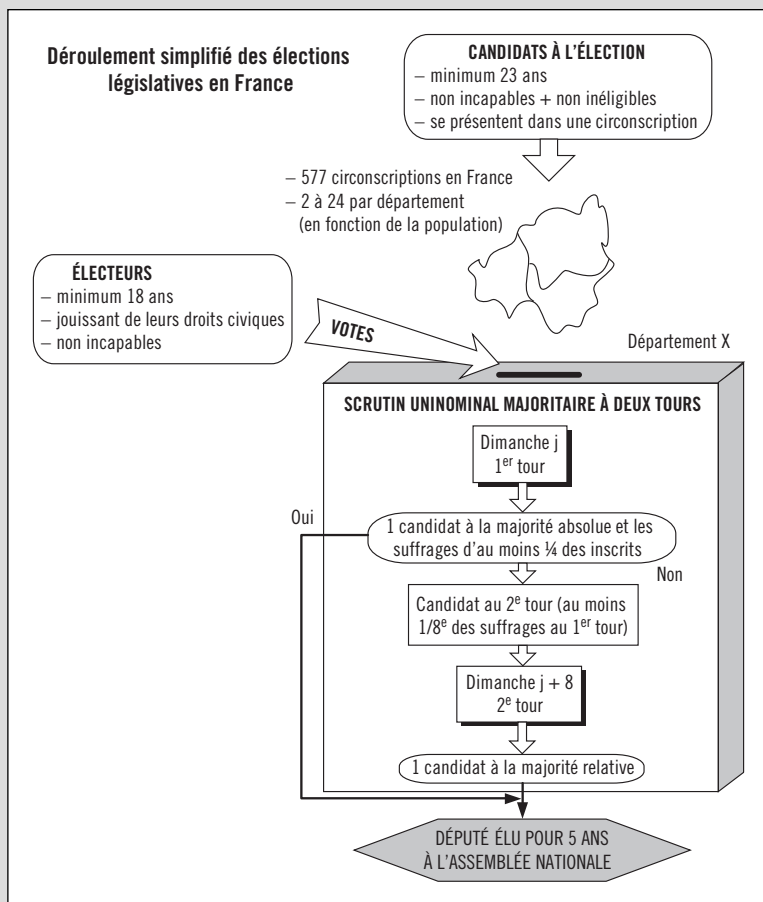 Déroulement simplifié des élections
législatives en France
CANDIDATS À L'ÉLECTION
– minimum 23 ans
– non incapables + non inéligibles
– se présentent dans une circonscription
– 577 circonscriptions en France
– 2 à 24 par département
(en fonction de la population)
ÉLECTEURS
– minimum 18 ans
– jouissant de leurs droits civiques
– non incapables
VOTES
Département X
SCRUTIN UNINOMINAL MAJORITAIRE À DEUX TOURS
Dimanche j
1er tour
Oui
1 candidat à la majorité absolue et les
suffrages d'au moins ¼ des inscrits
Non
Candidat au 2e tour (au moins
1/8e des suffrages au 1er tour)
Dimanche j + 8
2e tour
1 candidat à la majorité relative
DÉPUTÉ ÉLU POUR 5 ANS
À L'ASSEMBLÉE NATIONALE